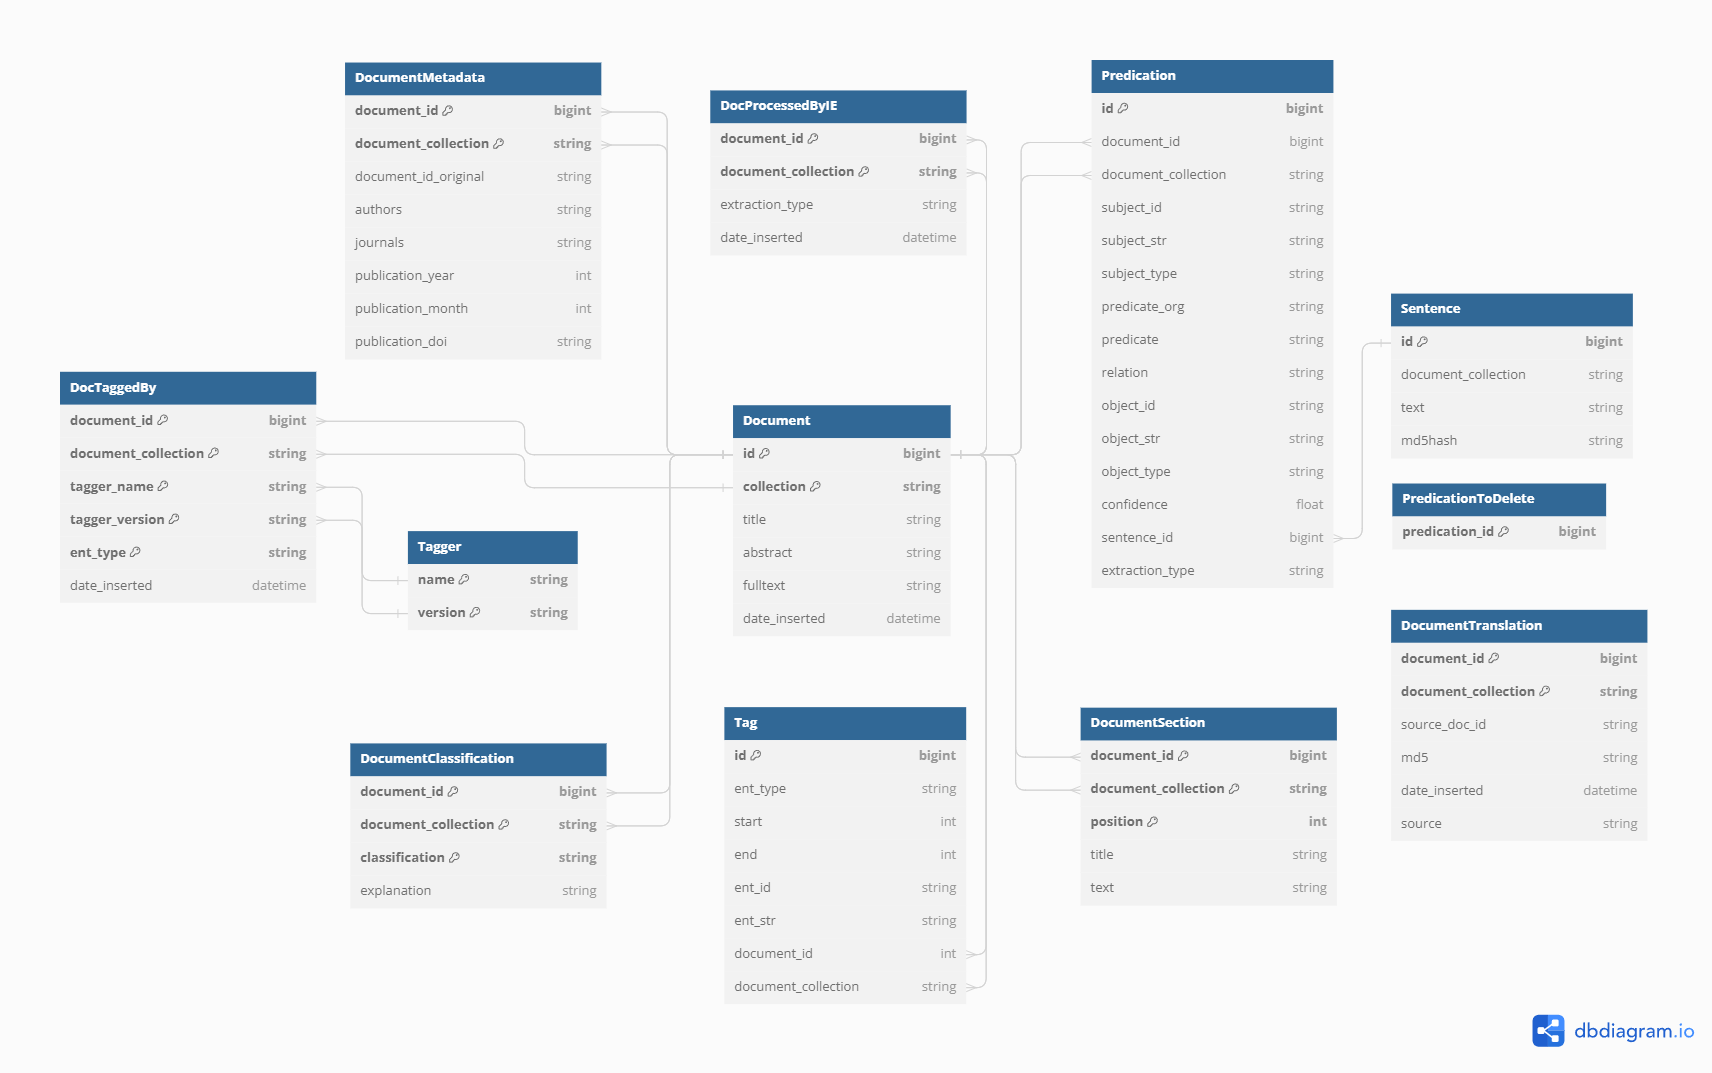 DocumentMetadata
document_id bigint
document_collection string
document_id_original string
authors string
journals string
publication_year int
publication_month int
publication_doi string
DocProcessedByIE
document_id bigint
document_collection string
extraction_type string
date_inserted datetime
Predication
id bigint
document_id bigint
document_collection string
subject_id string
subject_str string
subject_type string
predicate_org string
predicate string
relation string
object_id string
object_str string
object_type string
confidence float
sentence_id bigint
extraction_type string
Sentence
id bigint
document_collection string
text string
md5hash string
DocTaggedBy
document_id bigint
document_collection string
tagger_name string
tagger_version string
ent_type string
date_inserted datetime
Document
id bigint
collection string
title string
abstract string
fulltext string
date_inserted datetime
PredicationToDelete
predication_id bigint
Tagger
name string
version string
DocumentTranslation
document_id bigint
document_collection string
source_doc_id string
md5 string
date_inserted datetime
source string
DocumentClassification
document_id bigint
document_collection string
classification string
explanation string
Tag
id bigint
ent_type string
start int
end int
ent_id string
ent_str string
document_id int
document_collection string
DocumentSection
document_id bigint
document_collection string
position int
title string
text string
dbdiagram.io